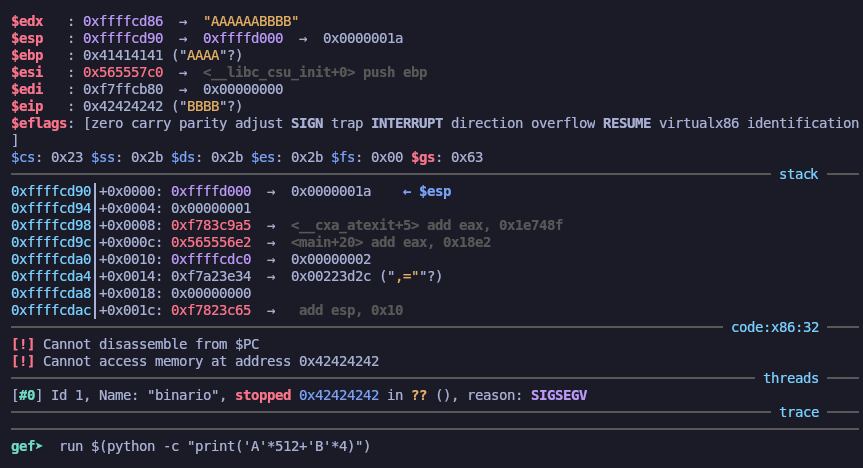 $edx   : 0xffffcd86  →  "AAAAAABBBB"
$esp   : 0xffffcd90  →  0xffffd000  →  0x0000001a
$ebp   : 0x41414141 ("AAAA"?)
$esi   : 0x565557c0  →  <__libc_csu_init+0> push ebp
$edi   : 0xf7ffcb80  →  0x00000000
$eip   : 0x42424242 ("BBBB"?)
$eflags: [zero carry parity adjust SIGN trap INTERRUPT direction overflow RESUME virtualx86 identification
]
$cs: 0x23 $ss: 0x2b $ds: 0x2b $es: 0x2b $fs: 0x00 $gs: 0x63
stack
0xffffcd90│+0x0000: 0xffffd000  →  0x0000001a    ← $esp
0xffffcd94│+0x0004: 0x00000001
0xffffcd98│+0x0008: 0xf783c9a5  →  <__cxa_atexit+5> add eax, 0x1e748f
0xffffcd9c│+0x000c: 0x565556e2  →  <main+20> add eax, 0x18e2
0xffffcda0│+0x0010: 0xffffcdc0  →  0x00000002
0xffffcda4│+0x0014: 0xf7a23e34  →  0x00223d2c (",=""?)
0xffffcda8│+0x0018: 0x00000000
0xffffcdac│+0x001c: 0xf7823c65  →   add esp, 0x10
code:x86:32
[!] Cannot disassemble from $PC
[!] Cannot access memory at address 0x42424242
threads
[#0] Id 1, Name: "binario", stopped 0x42424242 in ?? (), reason: SIGSEGV
trace
gef➤  run $(python -c "print('A'*512+'B'*4)")